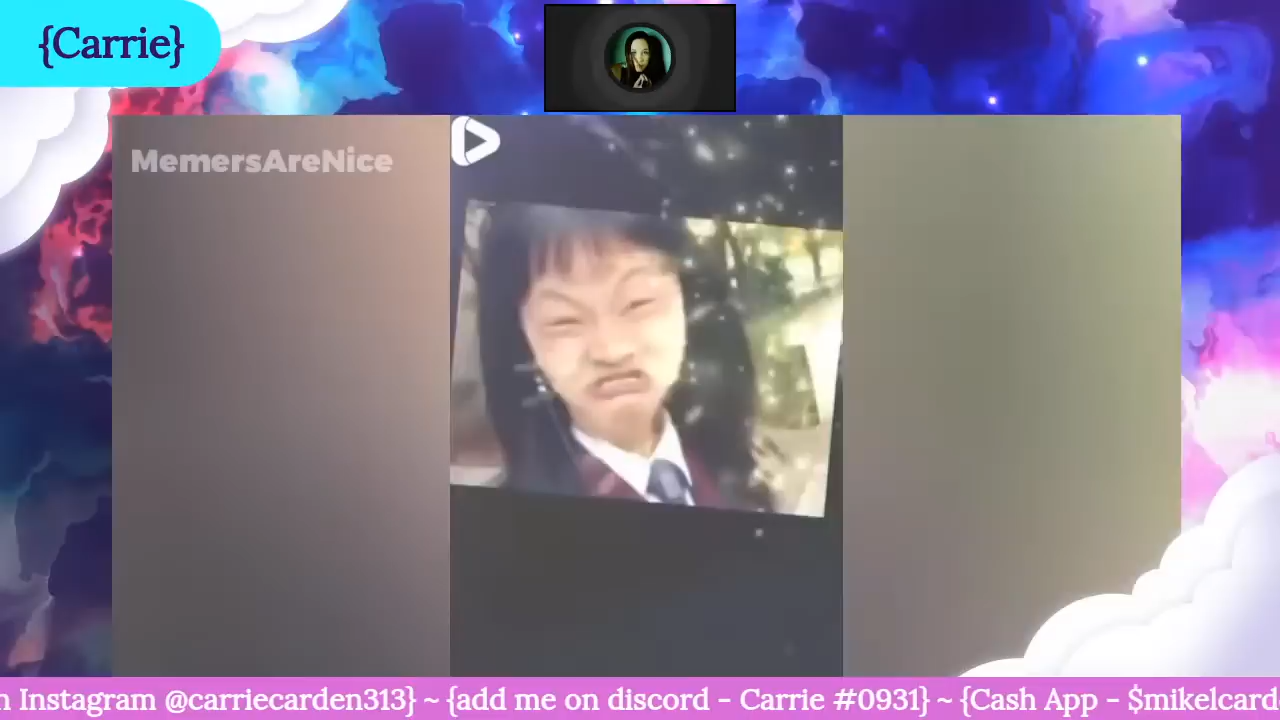 {Carrie}
MemersAreNice
n Instagram @carriecarden313} ~ {add me on discord - Carrie #0931} ~ {Cash App - $mikelcard